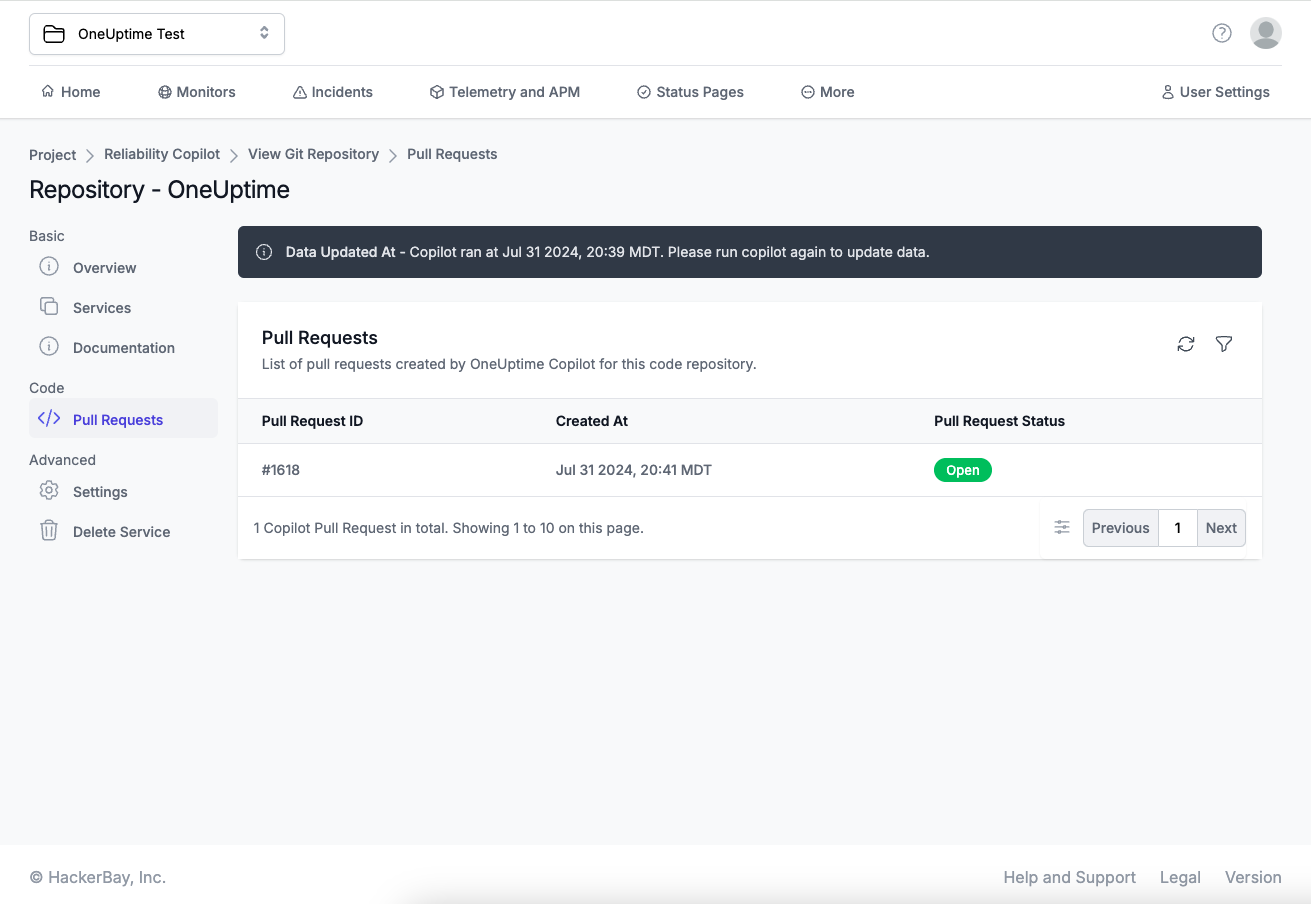 OneUptime Test
Home Monitors Incidents Telemetry and APM Status Pages More User Settings
Project Reliability Copilot View Git Repository Pull Requests
Repository - OneUptime
Basic
Overview
Services
Documentation
Code
Pull Requests
Advanced
Settings
Delete Service
Data Updated At - Copilot ran at Jul 31 2024, 20:39 MDT. Please run copilot again to update data.
Pull Requests
List of pull requests created by OneUptime Copilot for this code repository.
Pull Request ID Created At Pull Request Status
#1618 Jul 31 2024, 20:41 MDT Open
1 Copilot Pull Request in total. Showing 1 to 10 on this page.
Previous 1 Next
© HackerBay, Inc.
Help and Support Legal Version